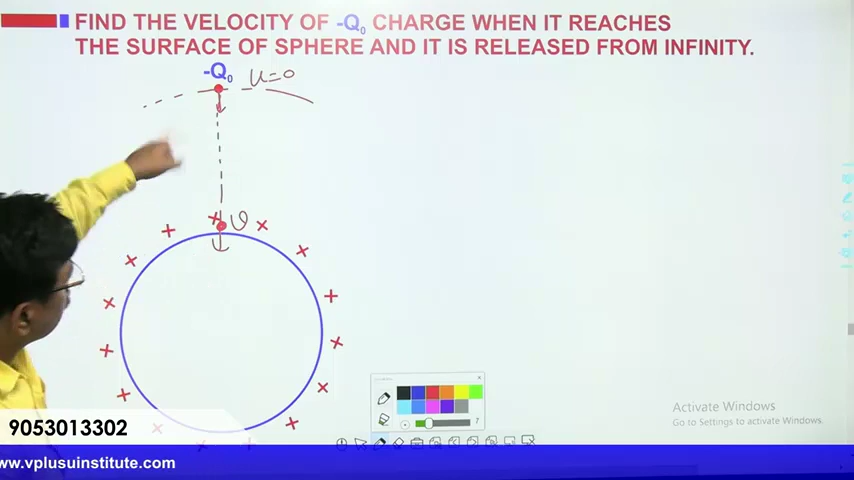 FIND THE VELOCITY OF -Q₀ CHARGE WHEN IT REACHES
THE SURFACE OF SPHERE AND IT IS RELEASED FROM INFINITY.
-Q₀ u=0
v
7
Activate Windows
Go to Settings to activate Windows.
9053013302
www.vplusuinstitute.com